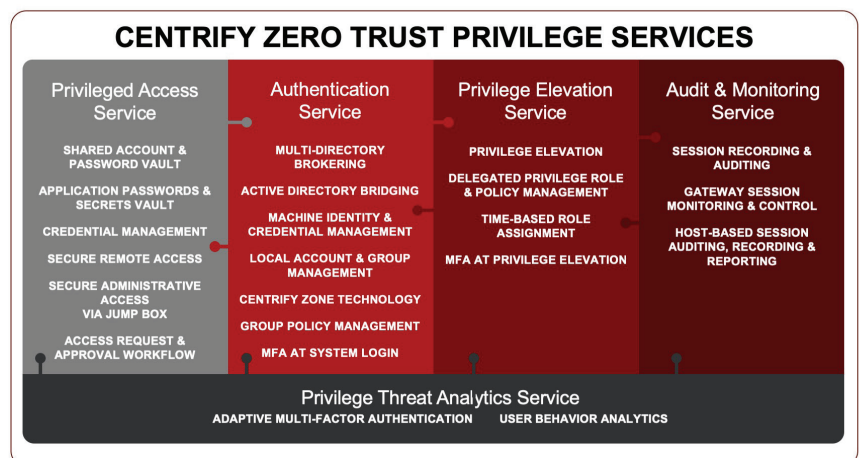 CENTRIFY ZERO TRUST PRIVILEGE SERVICES
Privileged Access
Service
SHARED ACCOUNT &
PASSWORD VAULT
APPLICATION PASSWORDS &
SECRETS VAULT
CREDENTIAL MANAGEMENT
SECURE REMOTE ACCESS
SECURE ADMINISTRATIVE
ACCESS
VIA JUMP BOX
ACCESS REQUEST &
APPROVAL WORKFLOW
Authentication
Service
MULTI-DIRECTORY
BROKERING
ACTIVE DIRECTORY BRIDGING
MACHINE IDENTITY &
CREDENTIAL MANAGEMENT
LOCAL ACCOUNT & GROUP
MANAGEMENT
CENTRIFY ZONE TECHNOLOGY
GROUP POLICY MANAGEMENT
MFA AT SYSTEM LOGIN
Privilege Elevation
Service
PRIVILEGE ELEVATION
DELEGATED PRIVILEGE ROLE
& POLICY MANAGEMENT
TIME-BASED ROLE
ASSIGNMENT
MFA AT PRIVILEGE ELEVATION
Audit & Monitoring
Service
SESSION RECORDING &
AUDITING
GATEWAY SESSION
MONITORING & CONTROL
HOST-BASED SESSION
AUDITING, RECORDING &
REPORTING
Privilege Threat Analytics Service
ADAPTIVE MULTI-FACTOR AUTHENTICATION USER BEHAVIOR ANALYTICS